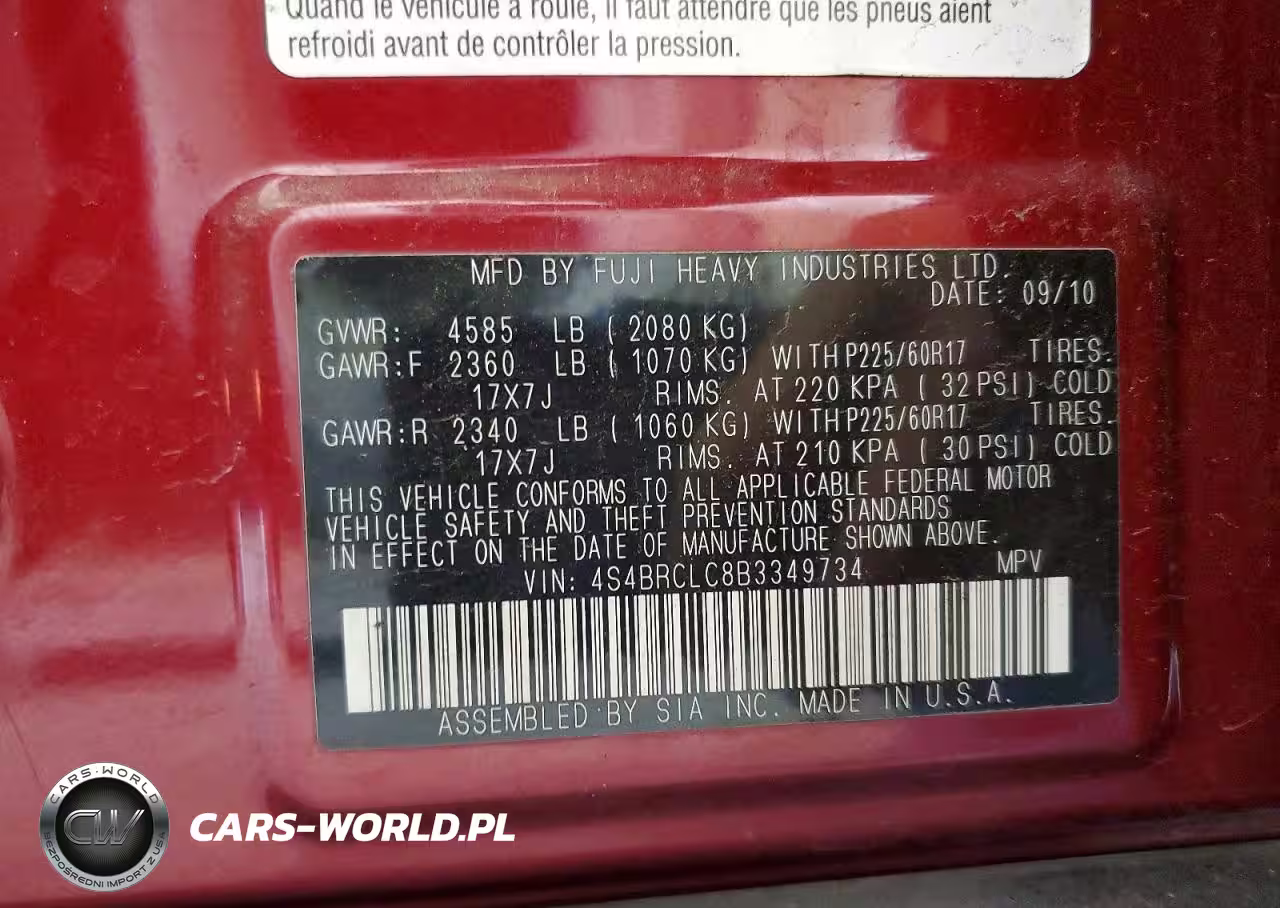 Quand le véhicule a roulé, il faut attendre que les pneus aient
refroidi avant de contrôler la pression.
MFD BY FUJI HEAVY INDUSTRIES LTD.
DATE: 09/10
GVWR: 4585 LB ( 2080 KG)
GAWR:F 2360 LB ( 1070 KG) WITH P225/60R17 TIRES.
17X7J RIMS. AT 220 KPA ( 32 PSI) COLD
GAWR:R 2340 LB ( 1060 KG) WITH P225/60R17 TIRES.
17X7J RIMS. AT 210 KPA ( 30 PSI) COLD
THIS VEHICLE CONFORMS TO ALL APPLICABLE FEDERAL MOTOR
VEHICLE SAFETY AND THEFT PREVENTION STANDARDS
IN EFFECT ON THE DATE OF MANUFACTURE SHOWN ABOVE.
VIN: 4S4BRCLC8B3349734 MPV
ASSEMBLED BY SIA INC. MADE IN U.S.A.
CARS-WORLD
CW
BEZPOŚREDNI IMPORT Z USA
CARS-WORLD.PL